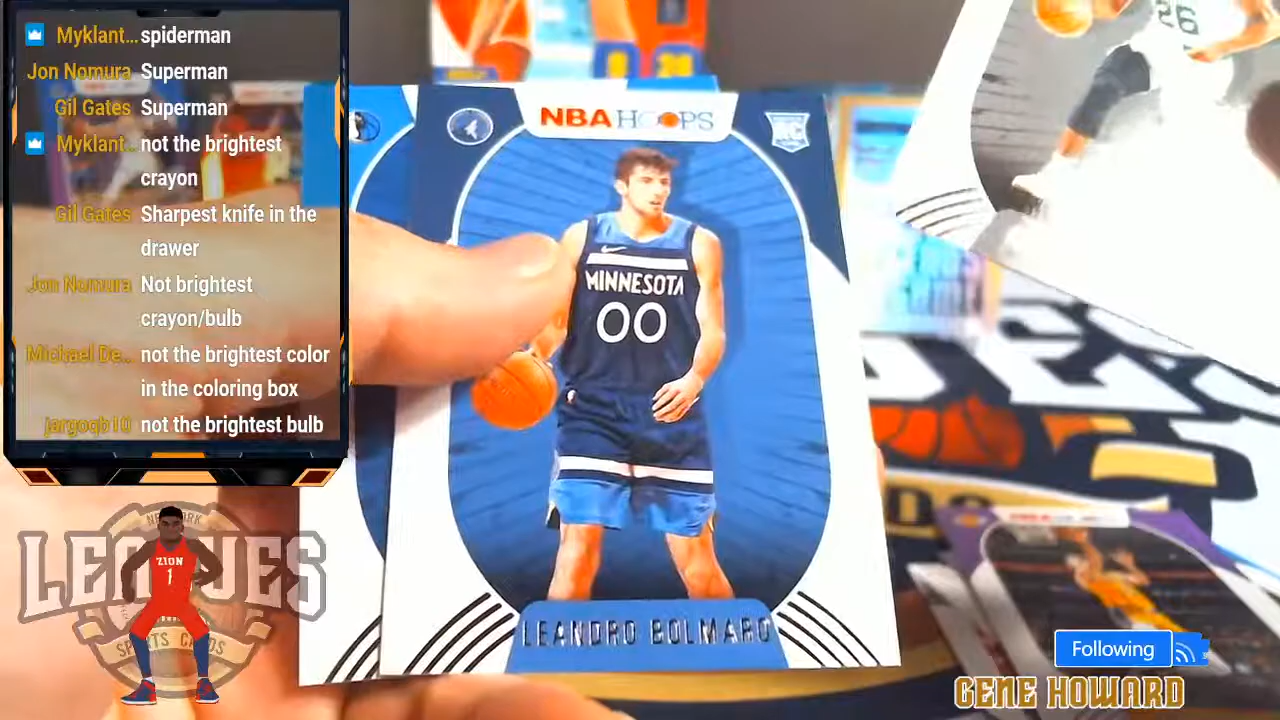 Myklant... spiderman
Jon Nomura Superman
Gil Gates Superman
Myklant... not the brightest
crayon
Gil Gates Sharpest knife in the
drawer
Jon Nomura Not brightest
crayon/bulb
Michael De... not the brightest color
in the coloring box
jargoqb10 not the brightest bulb
NBA HOOPS
RC
MINNESOTA
00
LEANDRO BOLMARO
LEAGUES
ZION
1
SPORTS CARDS
Following
GENE HOWARD